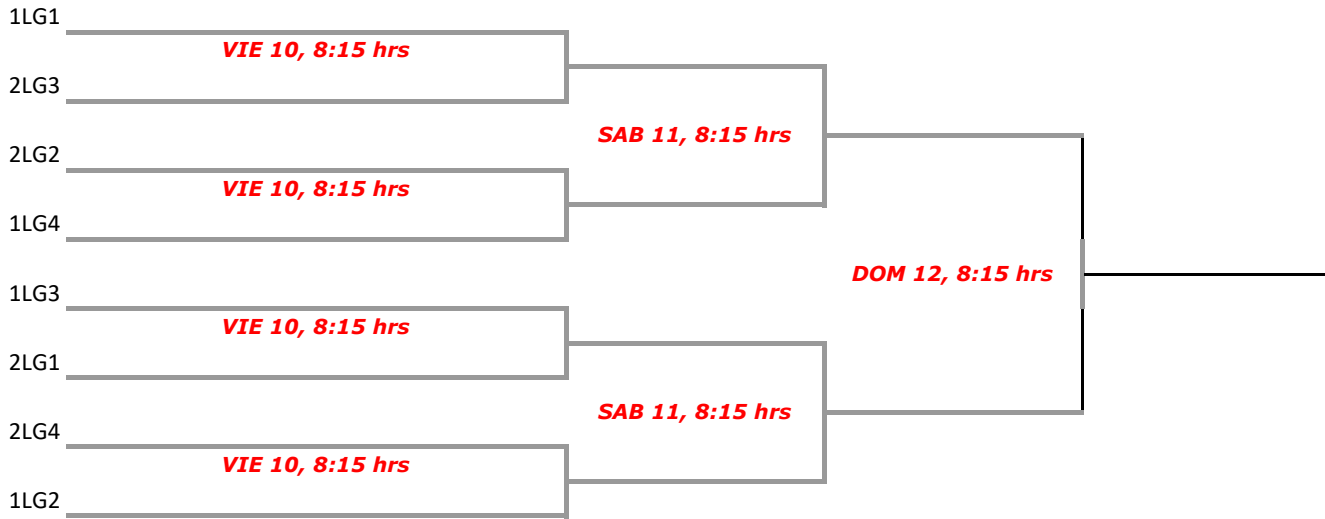 1LG1
VIE 10, 8:15 hrs
2LG3
SAB 11, 8:15 hrs
2LG2
VIE 10, 8:15 hrs
1LG4
DOM 12, 8:15 hrs
1LG3
VIE 10, 8:15 hrs
2LG1
SAB 11, 8:15 hrs
2LG4
VIE 10, 8:15 hrs
1LG2